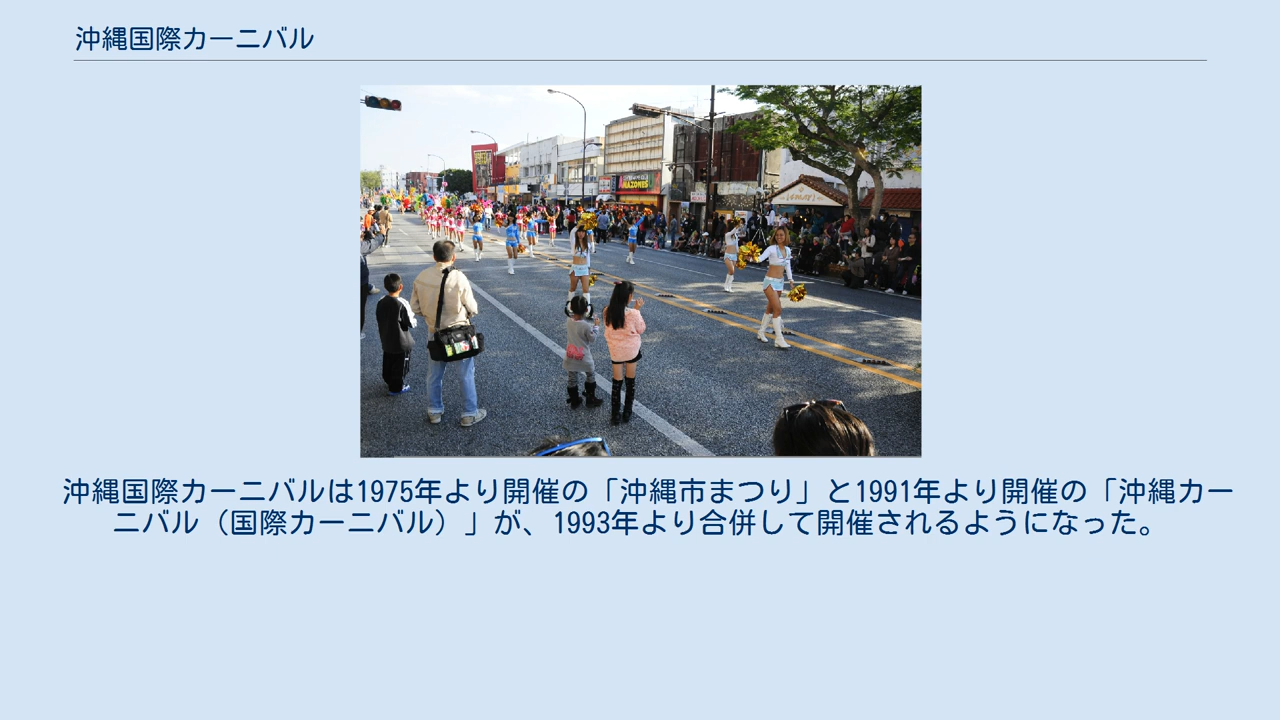 沖縄国際カーニバル
沖縄国際カーニバルは1975年より開催の「沖縄市まつり」と1991年より開催の「沖縄カー
ニバル（国際カーニバル）」が、1993年より合併して開催されるようになった。